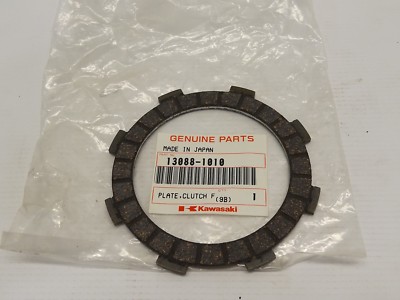 GENUINE PARTS
MADE IN JAPAN
13088-1010
PLATE,CLUTCH F (9B) 1
Kawasaki